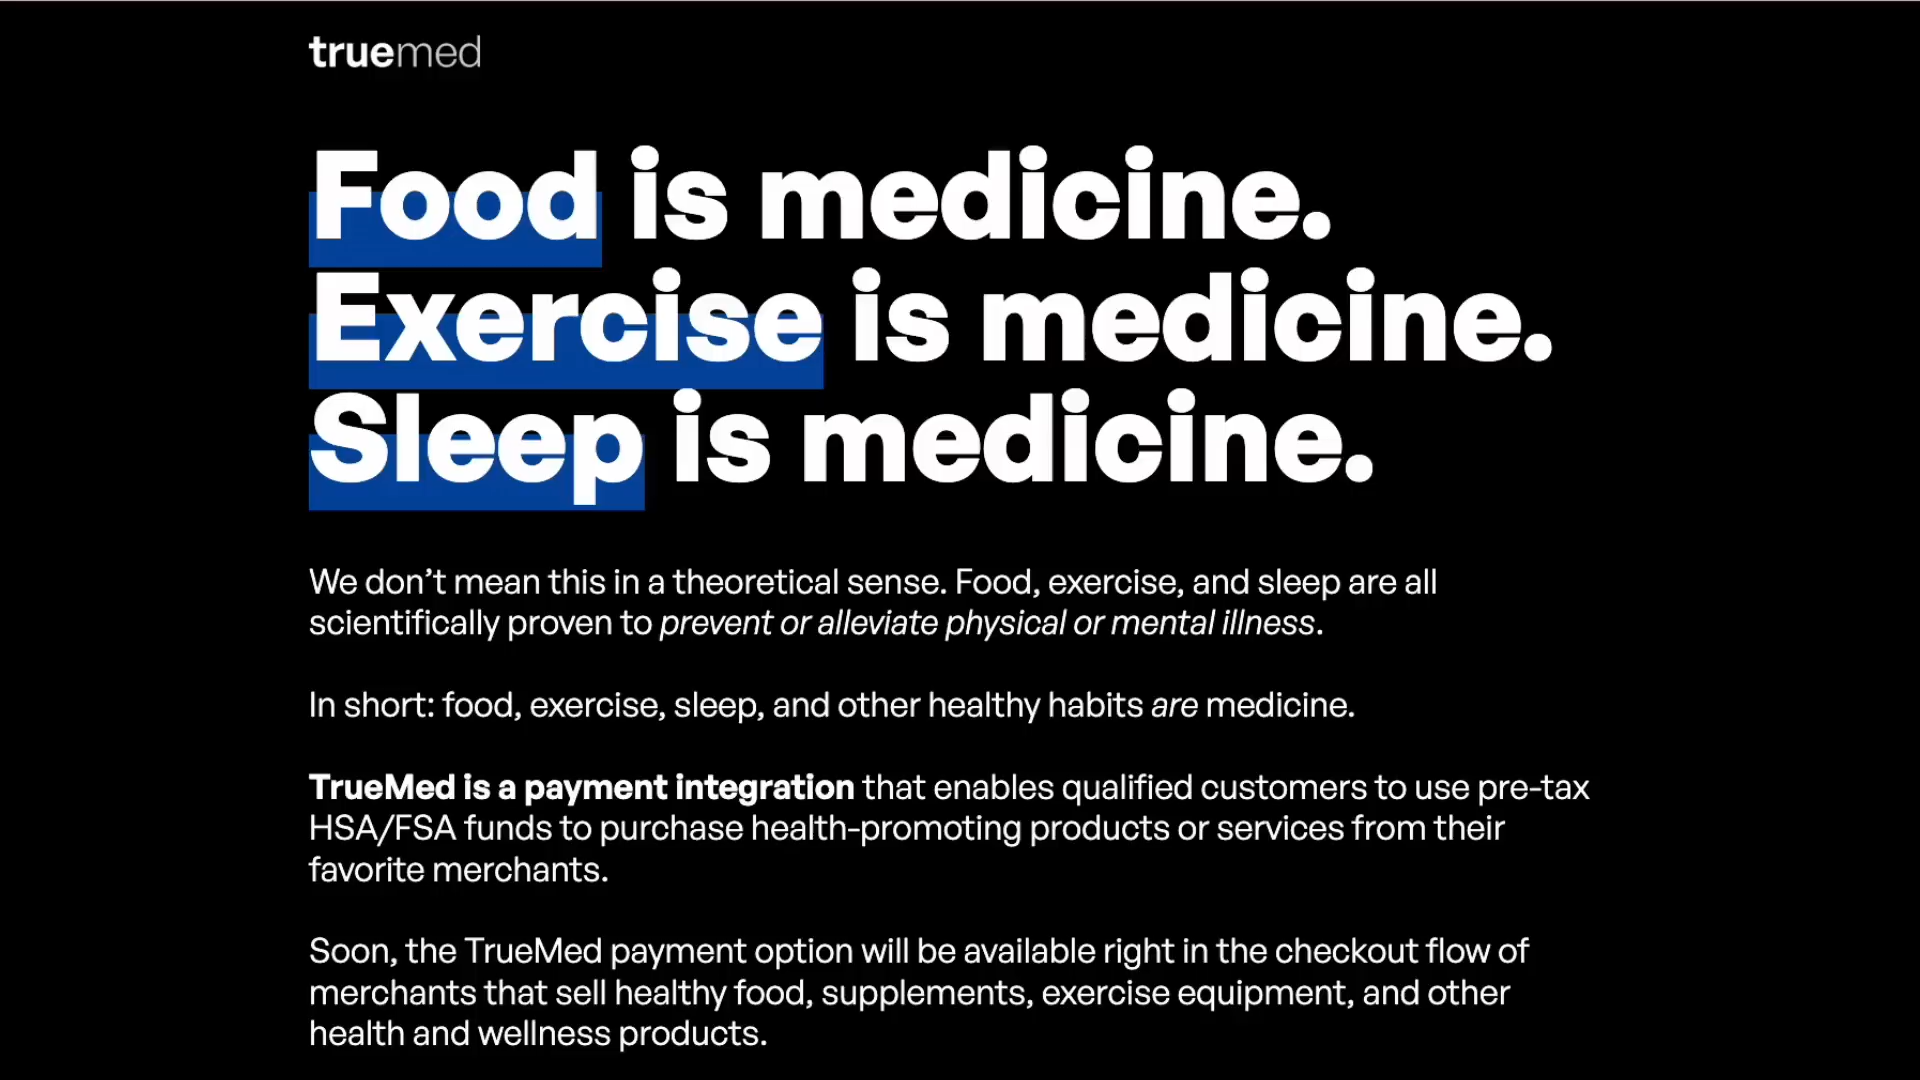 truemed
Food is medicine.
Exercise is medicine.
Sleep is medicine.
We don’t mean this in a theoretical sense. Food, exercise, and sleep are all
scientifically proven to prevent or alleviate physical or mental illness.
In short: food, exercise, sleep, and other healthy habits are medicine.
TrueMed is a payment integration that enables qualified customers to use pre-tax
HSA/FSA funds to purchase health-promoting products or services from their
favorite merchants.
Soon, the TrueMed payment option will be available right in the checkout flow of
merchants that sell healthy food, supplements, exercise equipment, and other
health and wellness products.